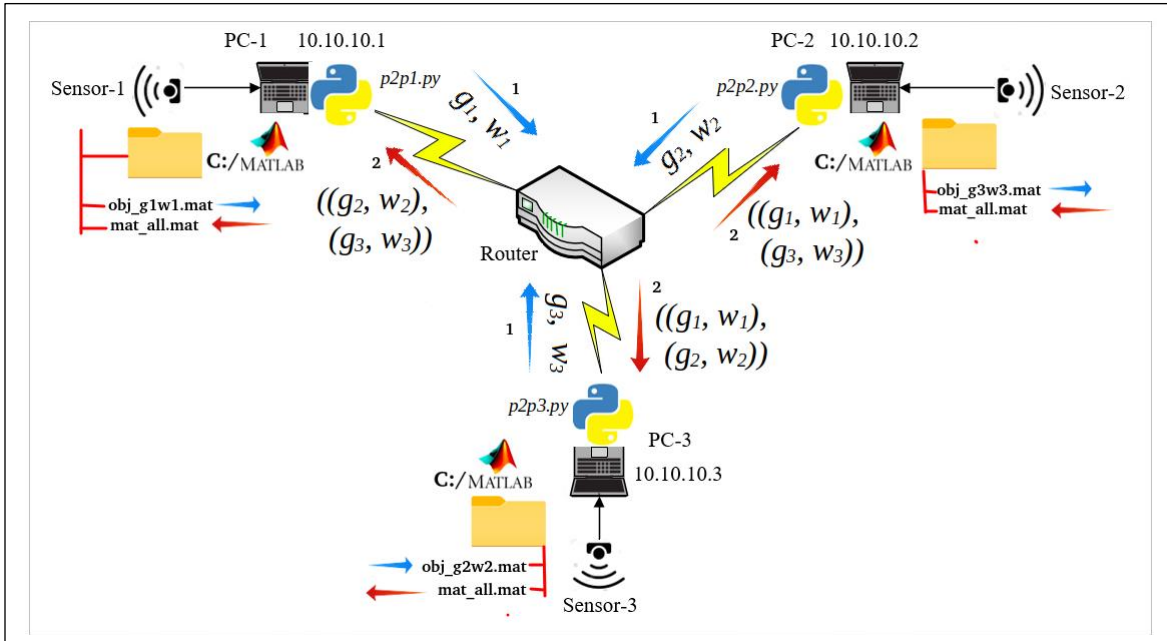 PC-1 10.10.10.1
Sensor-1
p2p1.py
C:/MATLAB
obj_g1w1.mat
mat_all.mat
1
g1, w1
2
((g2, w2),
(g3, w3))
Router
PC-2 10.10.10.2
p2p2.py
Sensor-2
C:/MATLAB
obj_g3w3.mat
mat_all.mat
1
g2, w2
2
((g1, w1),
(g3, w3))
1
g3, w3
2
((g1, w1),
(g2, w2))
p2p3.py
PC-3
10.10.10.3
C:/MATLAB
obj_g2w2.mat
mat_all.mat
Sensor-3